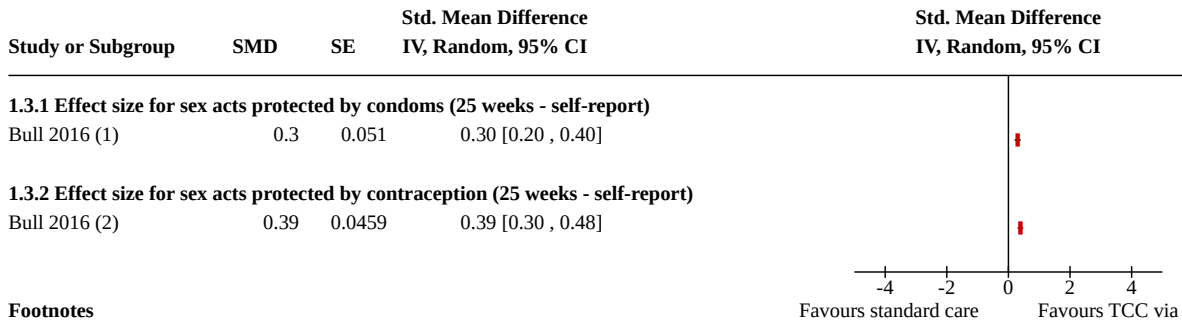 Std. Mean Difference Std. Mean Difference
Study or Subgroup SMD SE IV, Random, 95% CI IV, Random, 95% CI
1.3.1 Effect size for sex acts protected by condoms (25 weeks - self-report)
Bull 2016 (1) 0.3 0.051 0.30 [0.20 , 0.40]
1.3.2 Effect size for sex acts protected by contraception (25 weeks - self-report)
Bull 2016 (2) 0.39 0.0459 0.39 [0.30 , 0.48]
-4 -2 0 2 4
Footnotes Favours standard care Favours TCC via